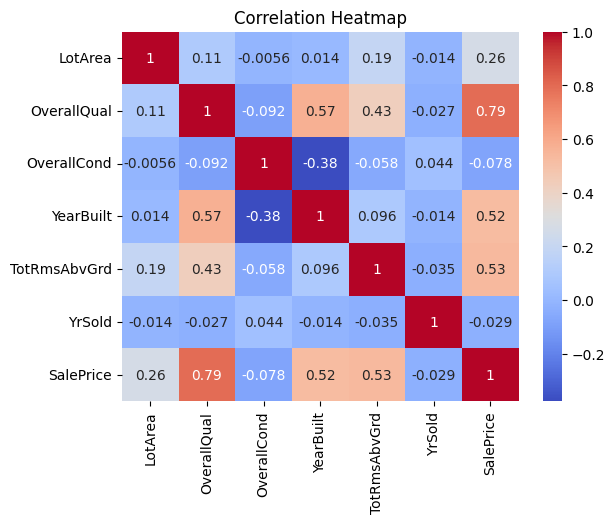 Correlation Heatmap
LotArea 1 0.11 -0.0056 0.014 0.19 -0.014 0.26
OverallQual 0.11 1 -0.092 0.57 0.43 -0.027 0.79
OverallCond -0.0056 -0.092 1 -0.38 -0.058 0.044 -0.078
YearBuilt 0.014 0.57 -0.38 1 0.096 -0.014 0.52
TotRmsAbvGrd 0.19 0.43 -0.058 0.096 1 -0.035 0.53
YrSold -0.014 -0.027 0.044 -0.014 -0.035 1 -0.029
SalePrice 0.26 0.79 -0.078 0.52 0.53 -0.029 1
LotArea
OverallQual
OverallCond
YearBuilt
TotRmsAbvGrd
YrSold
SalePrice
1.0
0.8
0.6
0.4
0.2
0.0
−0.2